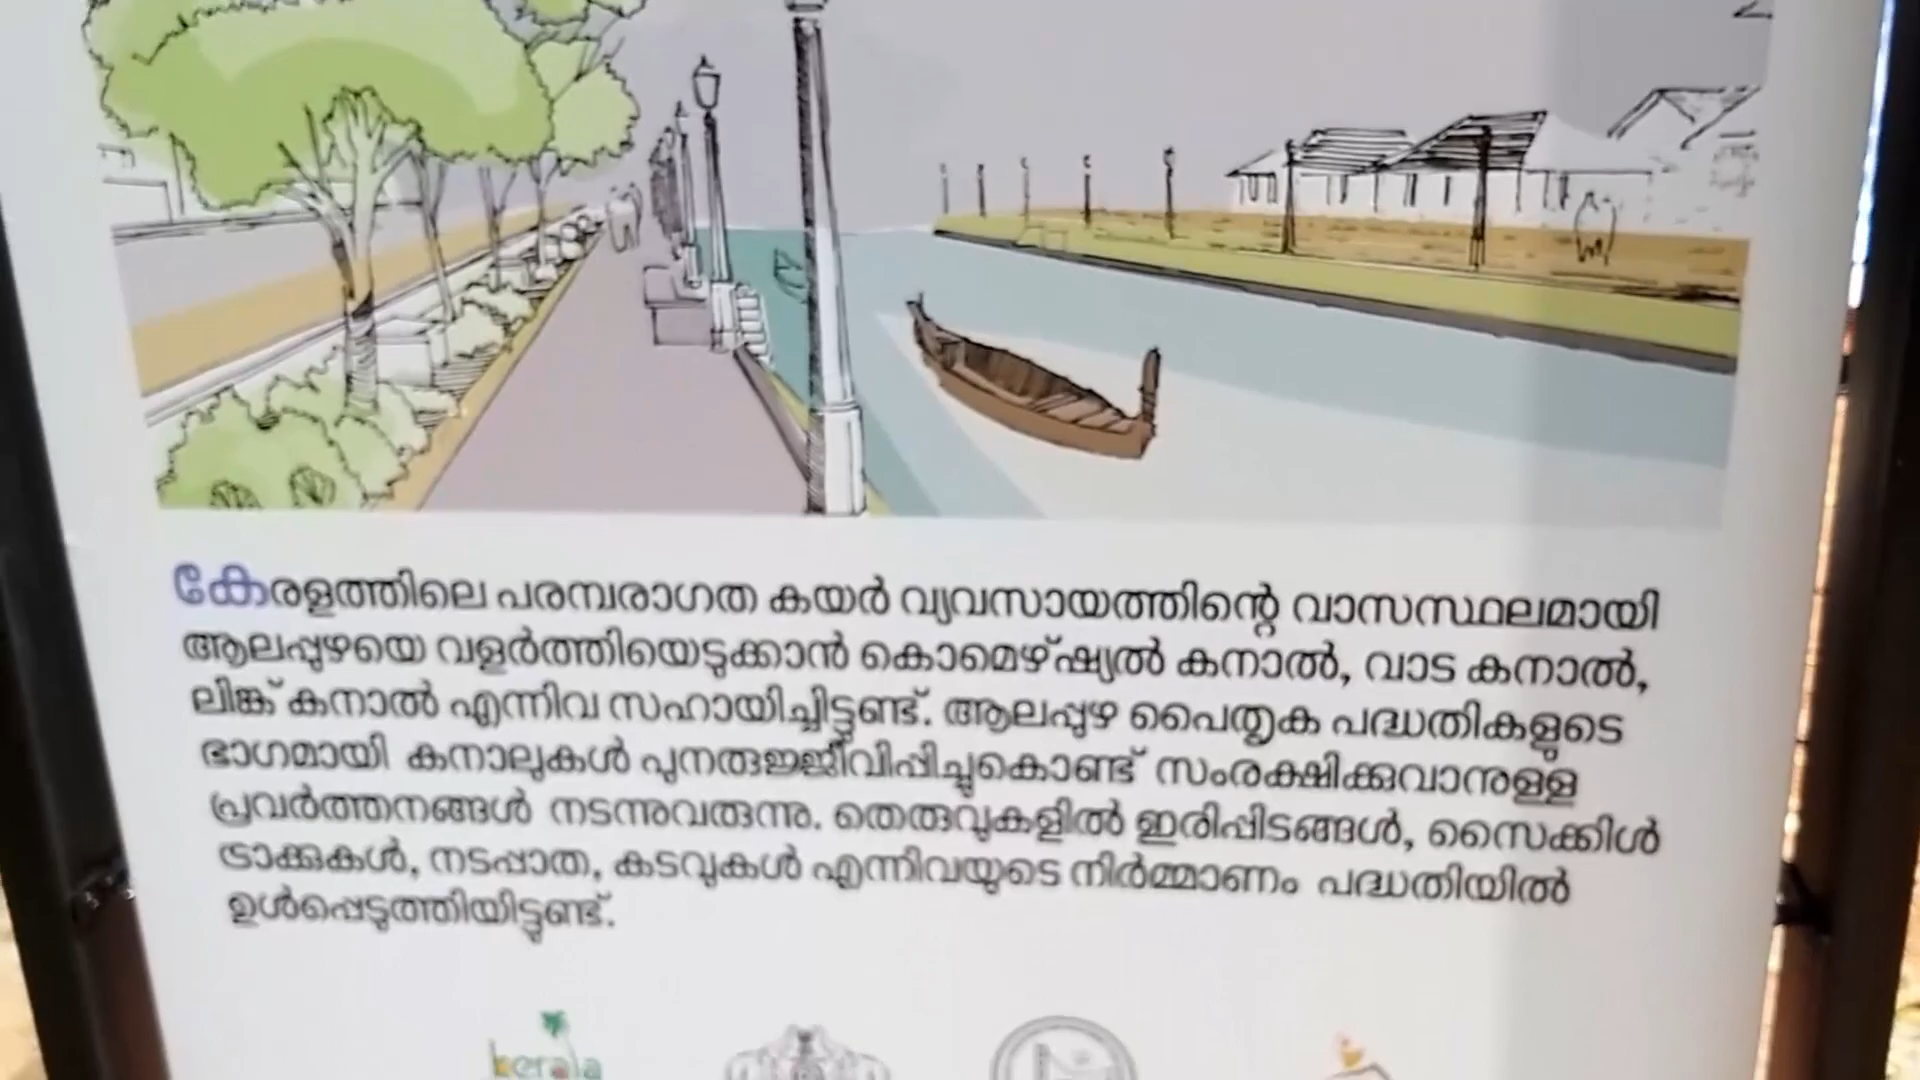 കേരളത്തിലെ പരമ്പരാഗത കയർ വ്യവസായത്തിന്റെ വാസസ്ഥലമായി
ആലപ്പുഴയെ വളർത്തിയെടുക്കാൻ കൊമെഴ്ഷ്യൽ കനാൽ, വാട കനാൽ,
ലിങ്ക് കനാൽ എന്നിവ സഹായിച്ചിട്ടുണ്ട്. ആലപ്പുഴ പൈതൃക പദ്ധതികളുടെ
ഭാഗമായി കനാലുകൾ പുനരുജ്ജീവിപ്പിച്ചുകൊണ്ട് സംരക്ഷിക്കുവാനുള്ള
പ്രവർത്തനങ്ങൾ നടന്നുവരുന്നു. തെരുവുകളിൽ ഇരിപ്പിടങ്ങൾ, സൈക്കിൾ
ട്രാക്കുകൾ, നടപ്പാത, കടവുകൾ എന്നിവയുടെ നിർമ്മാണം പദ്ധതിയിൽ
ഉൾപ്പെടുത്തിയിട്ടുണ്ട്.
kerala